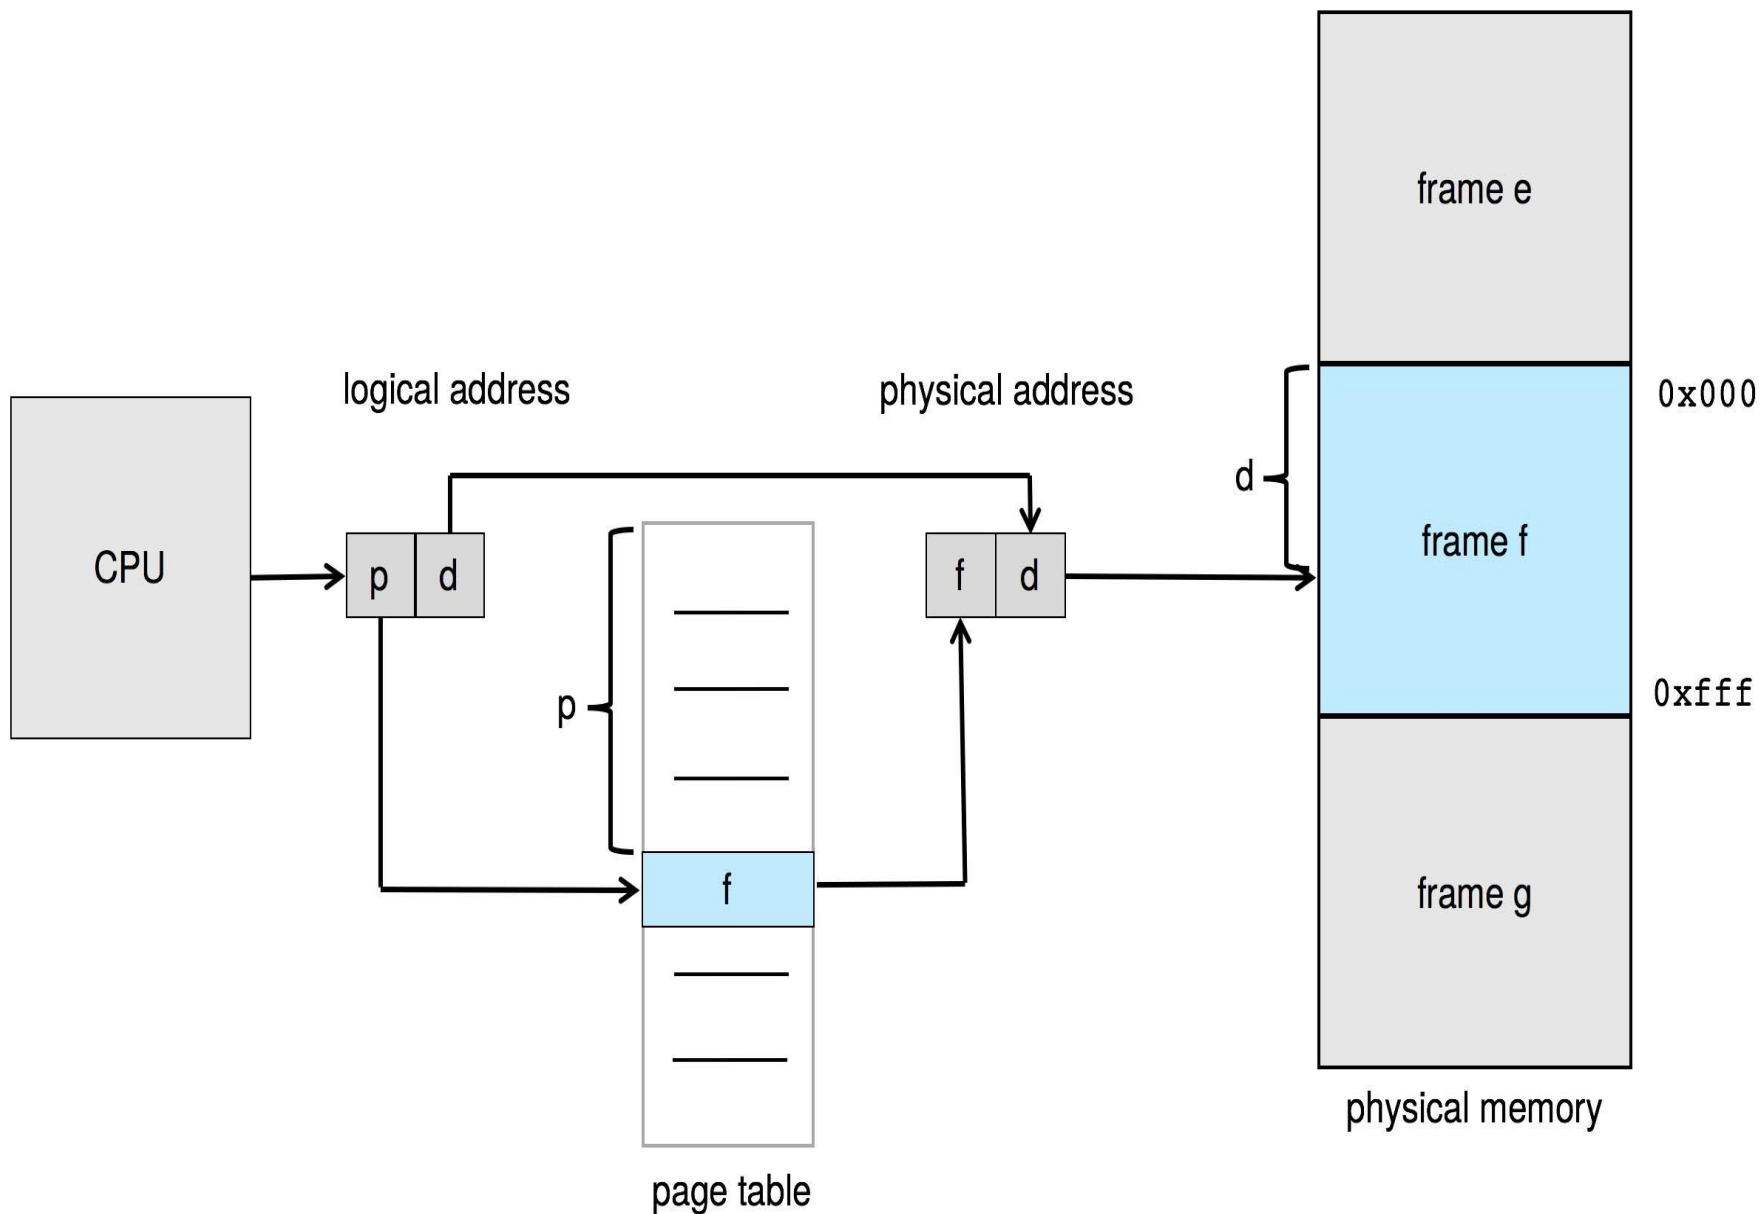 frame e
logical address
physical address
0x000
d
CPU
p
d
f
d
frame f
p
0xfff
f
frame g
physical memory
page table